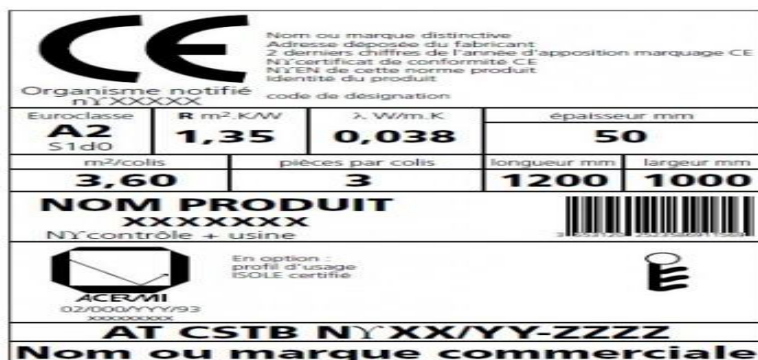 CE
Nom ou marque distinctive
Adresse déposée du fabricant
2 derniers chiffres de l'année d'apposition marquage CE
Nϒcertificat de conformité CE
NϒEN de cette norme produit
Identité du produit
code de désignation
Organisme notifié
nϒXXXXX
Euroclasse
A2
S1d0
R m².K/W
1,35
λ W/m.K
0,038
épaisseur mm
50
m²/colis
3,60
pièces par colis
3
longueur mm
1200
largeur mm
1000
NOM PRODUIT
XXXXXXX
Nϒcontrôle + usine
ACERMI
02/000/YYY/93
xxxxxxxxx
En option :
profil d'usage
ISOLE certifié
AT CSTB Nϒ XX/YY-ZZZZ
Nom ou marque commerciale